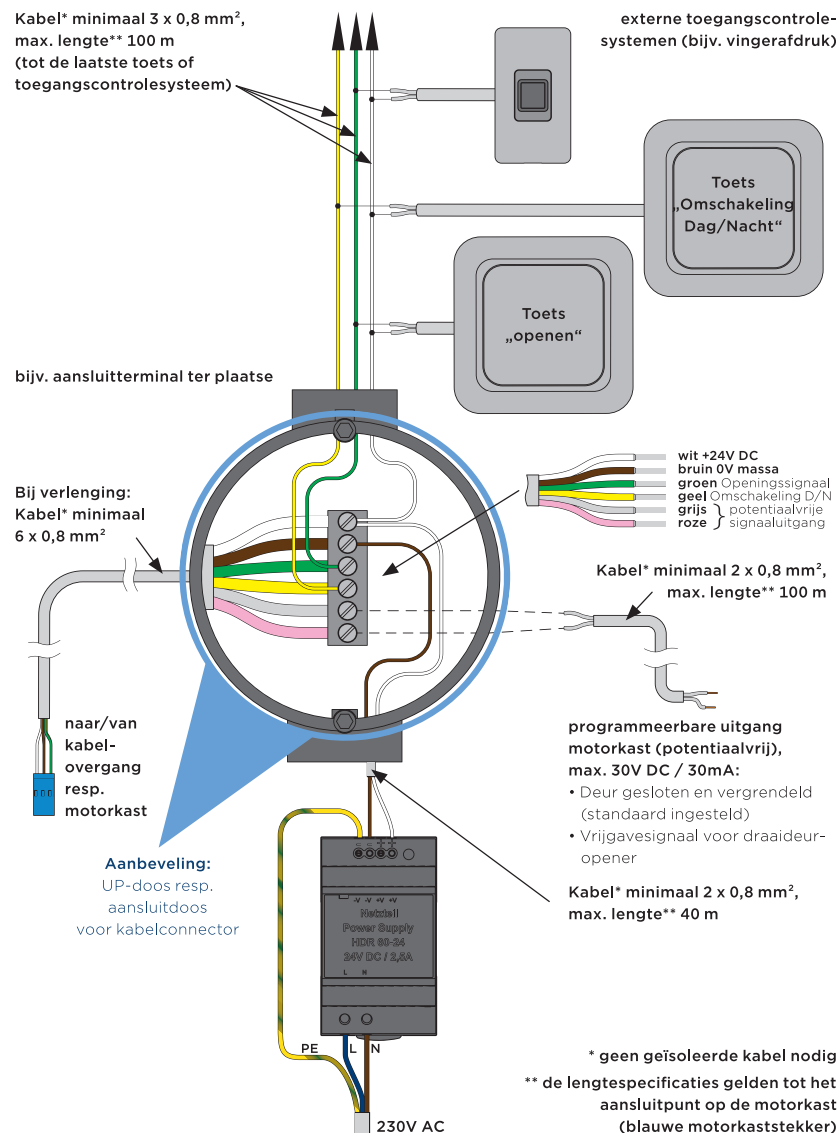 Kabel* minimaal 3 x 0,8 mm²,
max. lengte** 100 m
(tot de laatste toets of
toegangscontrolesysteem)
externe toegangscontrole-
systemen (bijv. vingerafdruk)
Toets
„Omschakeling
Dag/Nacht“
Toets
„openen“
bijv. aansluitterminal ter plaatse
wit +24V DC
bruin 0V massa
groen Openingssignaal
geel Omschakeling D/N
grijs } potentiaalvrije
roze } signaaluitgang
Bij verlenging:
Kabel* minimaal
6 x 0,8 mm²
Kabel* minimaal 2 x 0,8 mm²,
max. lengte** 100 m
naar/van
kabel-
overgang
resp.
motorkast
programmeerbare uitgang
motorkast (potentiaalvrij),
max. 30V DC / 30mA:
• Deur gesloten en vergrendeld
(standaard ingesteld)
• Vrijgavesignaal voor draaideur-
opener
Aanbeveling:
UP-doos resp.
aansluitdoos
voor kabelconnector
Kabel* minimaal 2 x 0,8 mm²,
max. lengte** 40 m
-V -V +V +V
Netzteil
Power Supply
HDR 60-24
24V DC / 2,5A
L N
PE L N
230V AC
* geen geïsoleerde kabel nodig
** de lengtespecificaties gelden tot het
aansluitpunt op de motorkast
(blauwe motorkaststekker)